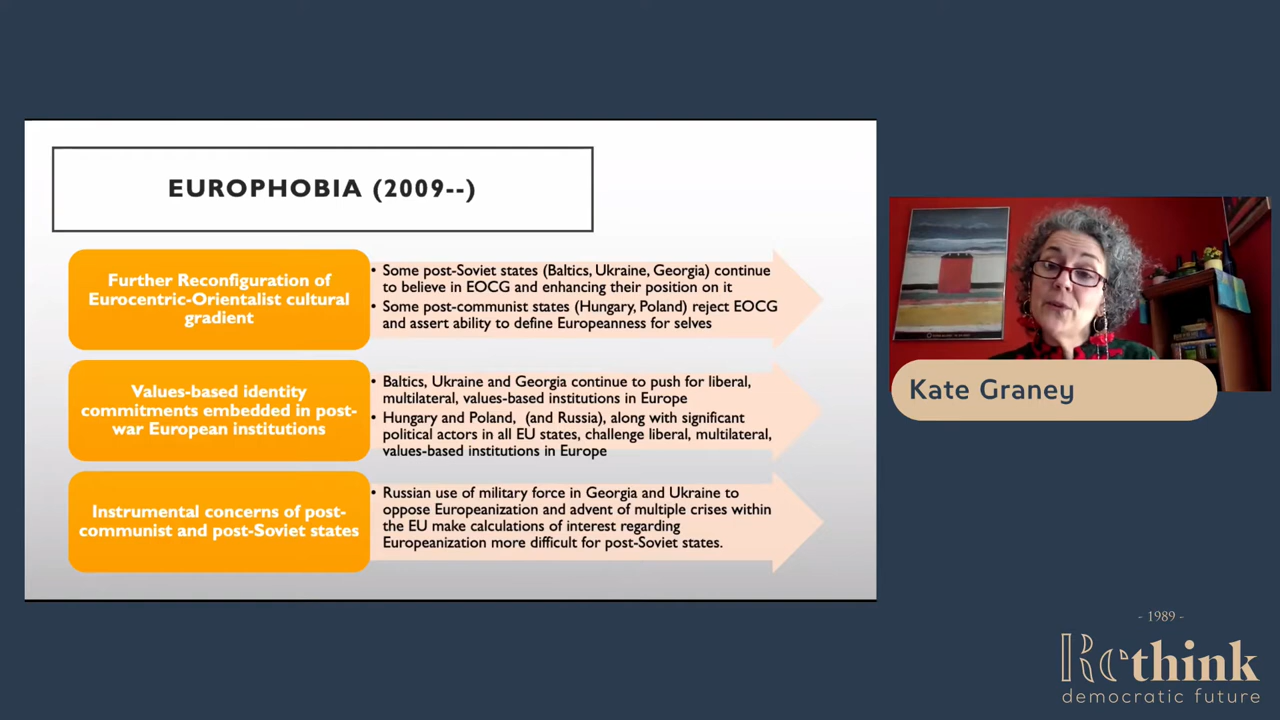 EUROPHOBIA (2009--)
Further Reconfiguration of
Eurocentric-Orientalist cultural
gradient
• Some post-Soviet states (Baltics, Ukraine, Georgia) continue
to believe in EOCG and enhancing their position on it
• Some post-communist states (Hungary, Poland) reject EOCG
and assert ability to define Europeanness for selves
Values-based identity
commitments embedded in post-
war European institutions
• Baltics, Ukraine and Georgia continue to push for liberal,
multilateral, values-based institutions in Europe
• Hungary and Poland, (and Russia), along with significant
political actors in all EU states, challenge liberal, multilateral,
values-based institutions in Europe
Instrumental concerns of post-
communist and post-Soviet states
• Russian use of military force in Georgia and Ukraine to
oppose Europeanization and advent of multiple crises within
the EU make calculations of interest regarding
Europeanization more difficult for post-Soviet states.
Kate Graney
- 1989 -
Rethink
democratic future